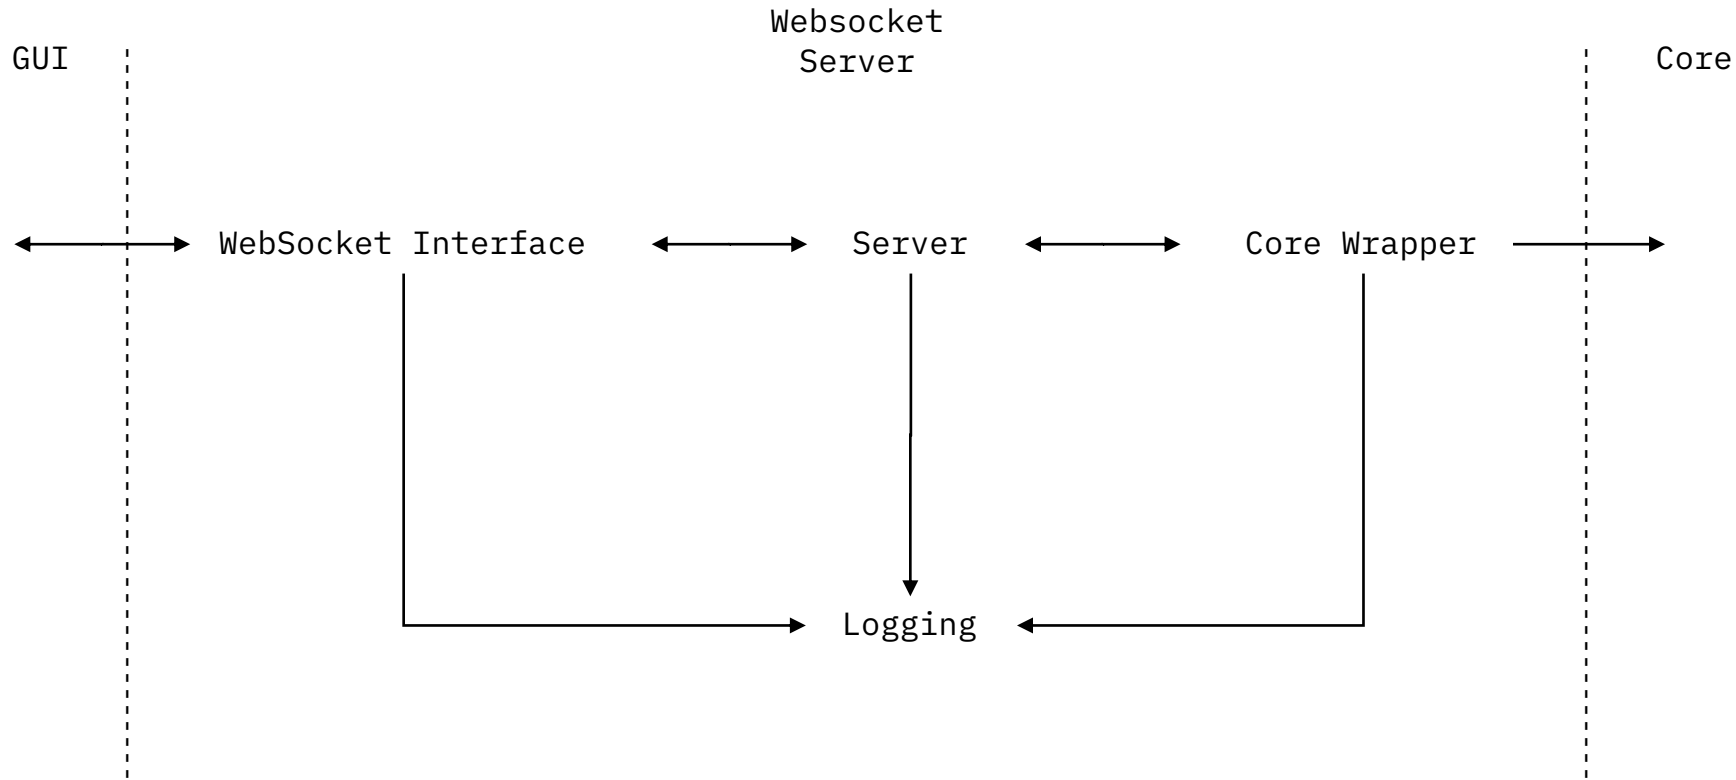 Websocket
Server
GUI
Core
WebSocket Interface
Server
Core Wrapper
Logging